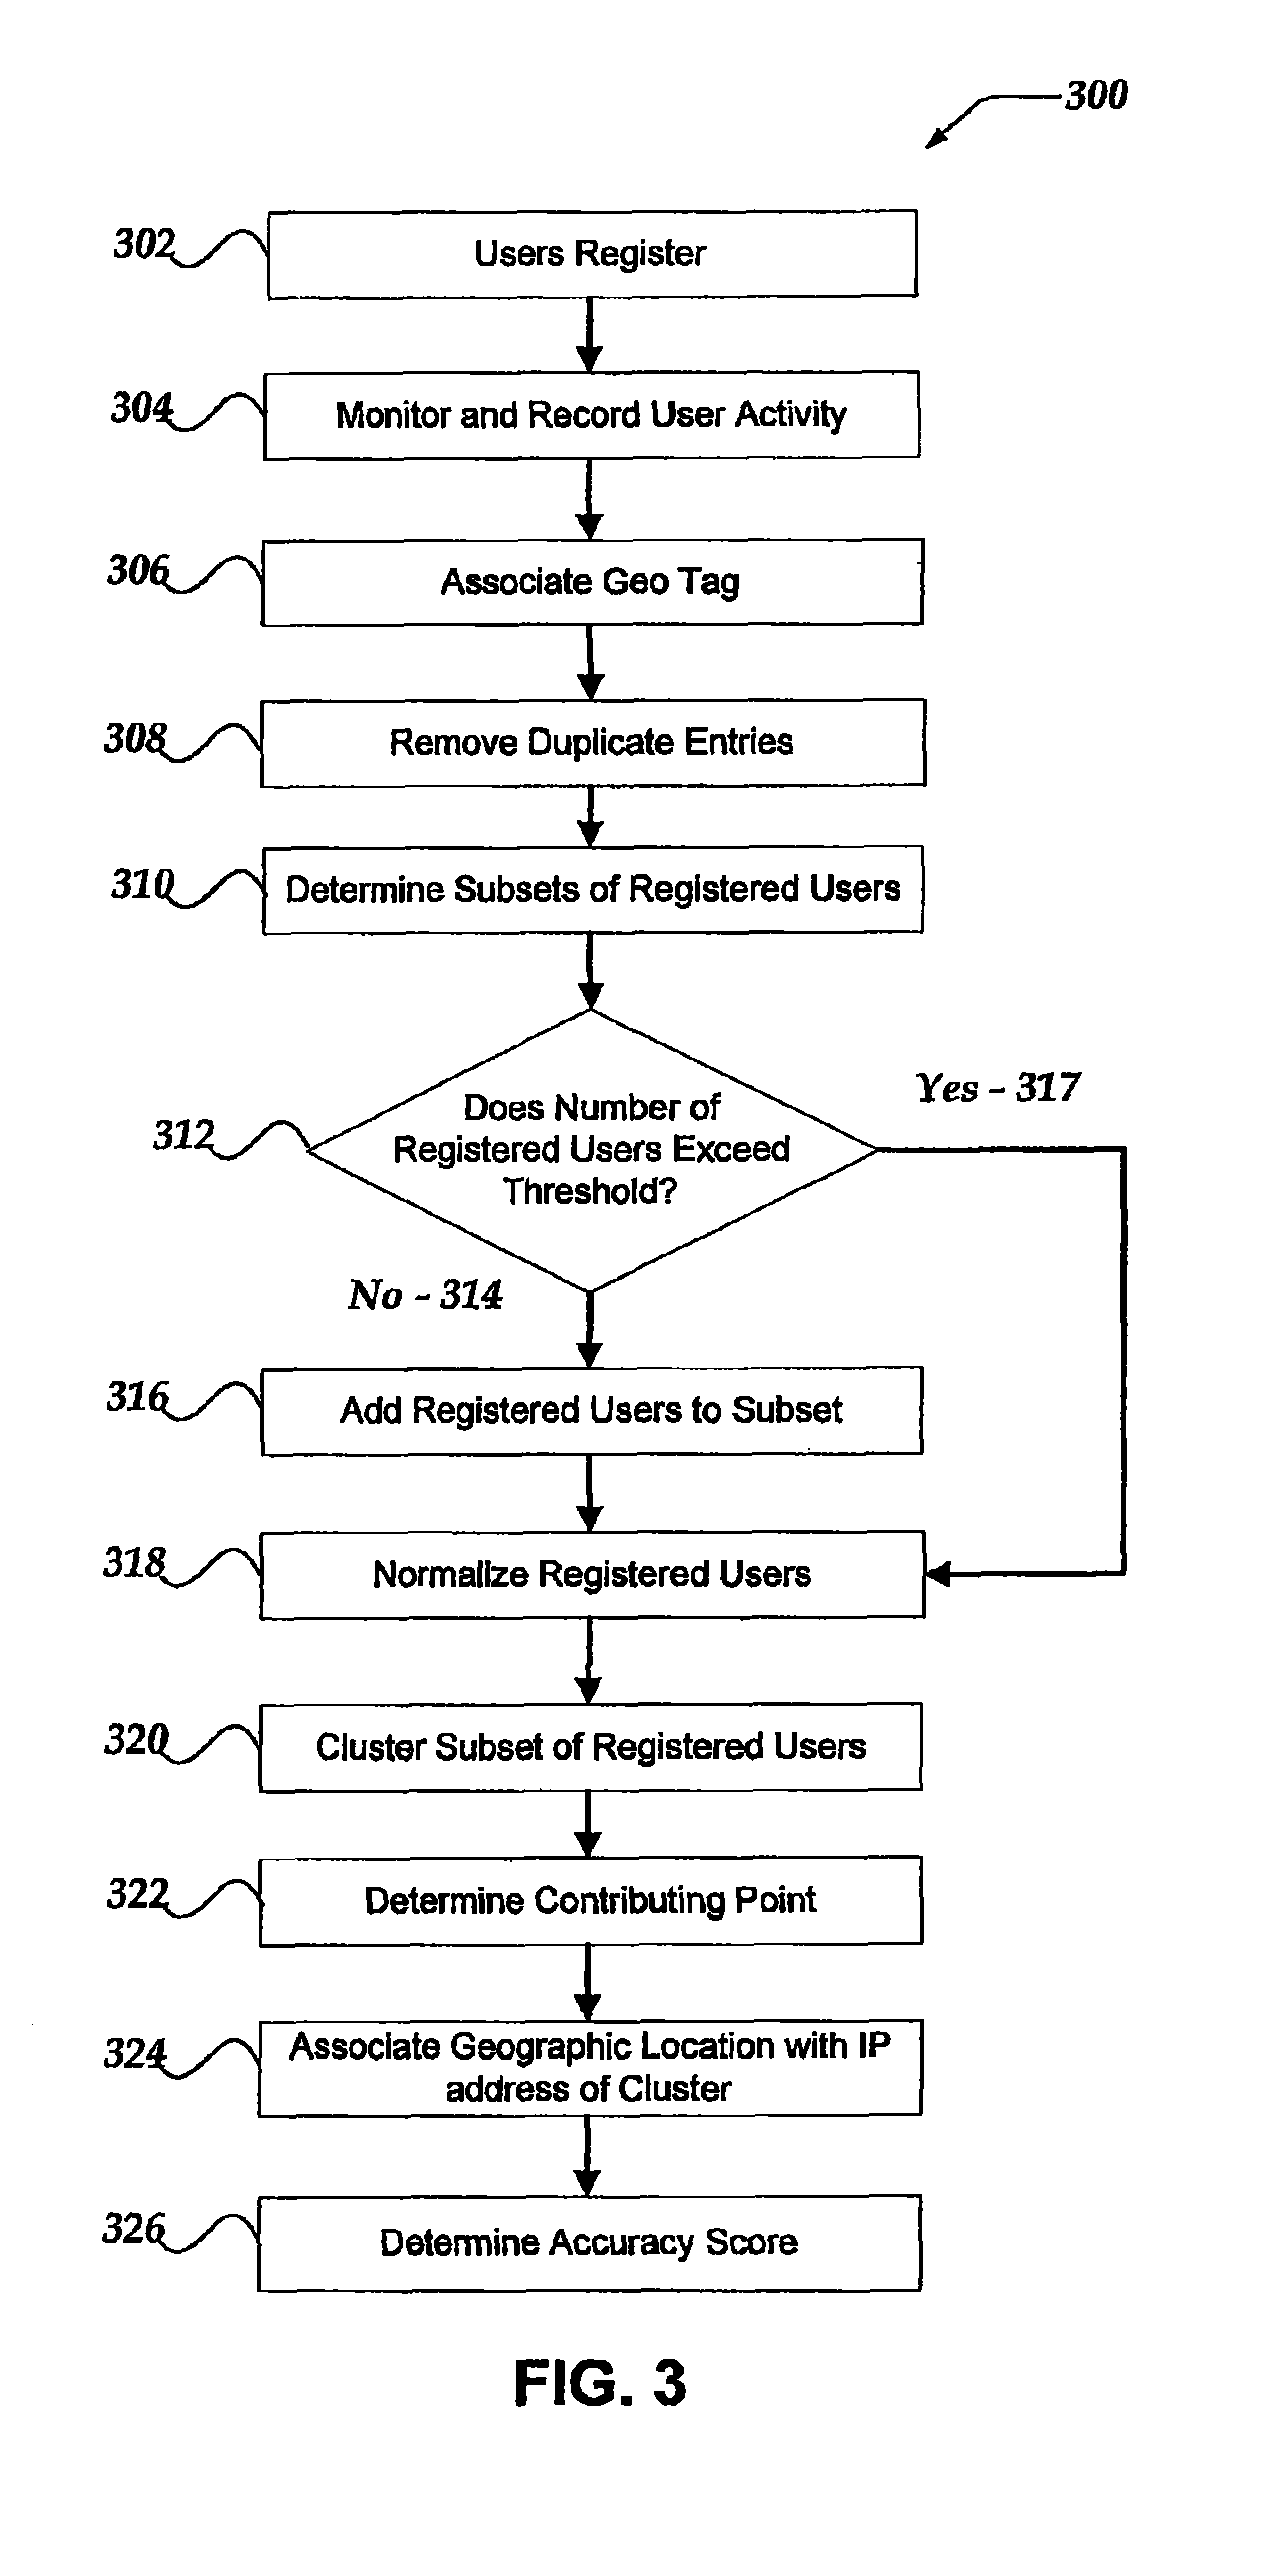 300
302
Users Register
304
Monitor and Record User Activity
306
Associate Geo Tag
308
Remove Duplicate Entries
310
Determine Subsets of Registered Users
312
Does Number of
Registered Users Exceed
Threshold?
Yes - 317
No - 314
316
Add Registered Users to Subset
318
Normalize Registered Users
320
Cluster Subset of Registered Users
322
Determine Contributing Point
324
Associate Geographic Location with IP
address of Cluster
326
Determine Accuracy Score
FIG. 3